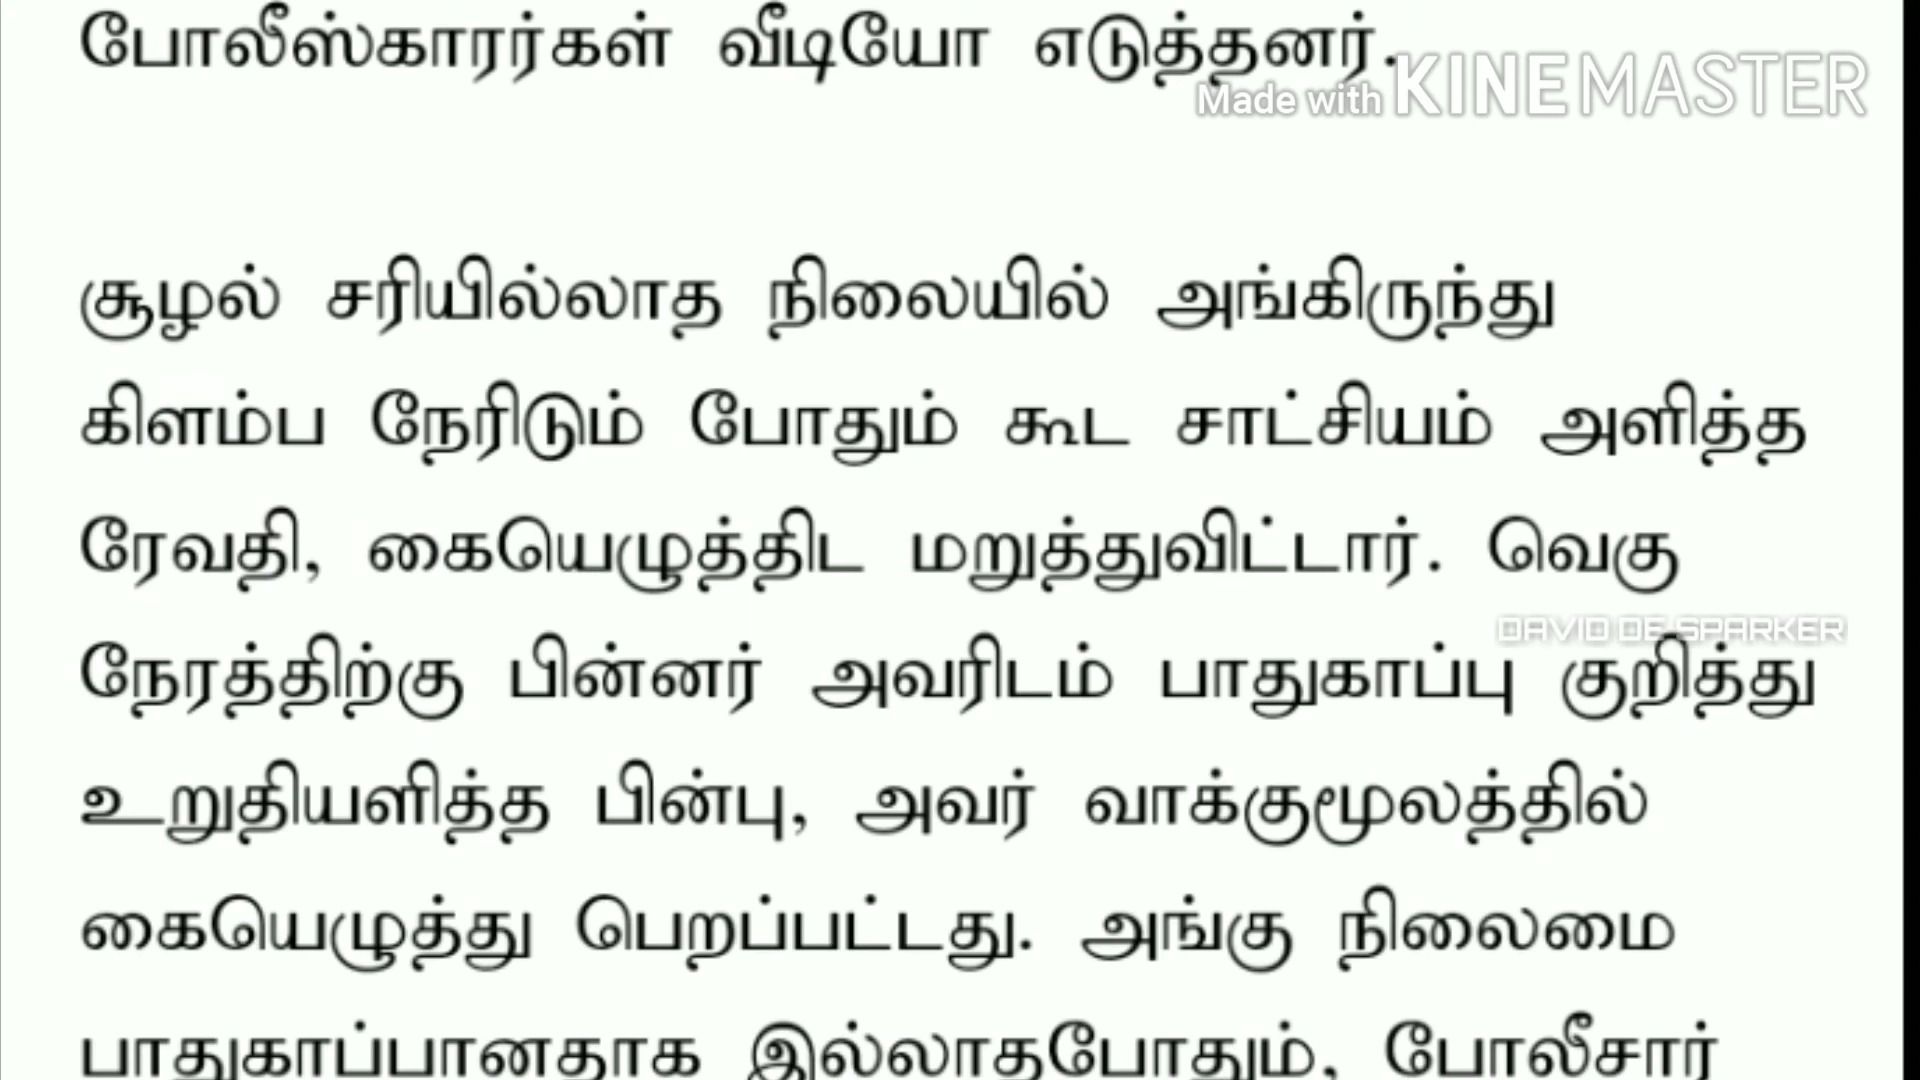 போலீஸ்காரர்கள் வீடியோ எடுத்தனர்.
Made with KINEMASTER
சூழல் சரியில்லாத நிலையில் அங்கிருந்து
கிளம்ப நேரிடும் போதும் கூட சாட்சியம் அளித்த
ரேவதி, கையெழுத்திட மறுத்துவிட்டார். வெகு
DAVID DE SPARKER
நேரத்திற்கு பின்னர் அவரிடம் பாதுகாப்பு குறித்து
உறுதியளித்த பின்பு, அவர் வாக்குமூலத்தில்
கையெழுத்து பெறப்பட்டது. அங்கு நிலைமை
பாதுகாப்பானதாக இல்லாதபோதும், போலீசார்